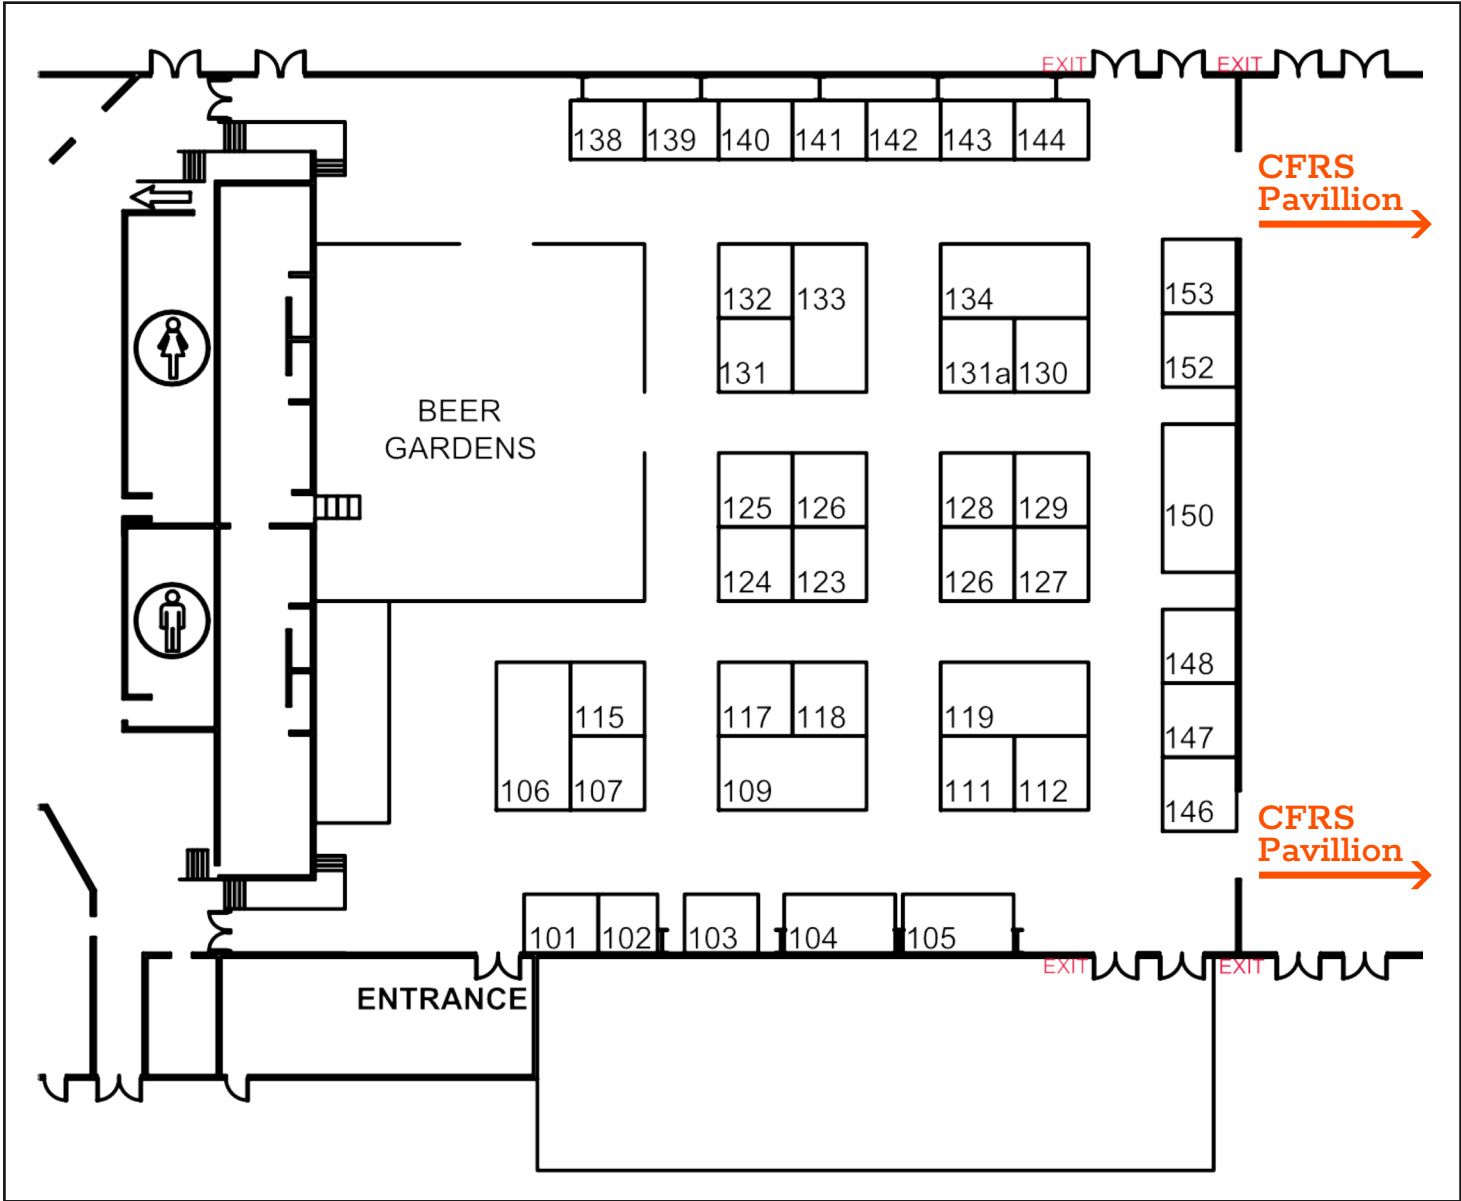 EXIT
EXIT
138 139 140 141 142 143 144
CFRS
Pavillion
132 133 134 153
131 131a 130 152
BEER
GARDENS
125 126 128 129 150
124 123 126 127
148
115 117 118 119
147
106 107 109 111 112
146
CFRS
Pavillion
101 102 103 104 105
EXIT
EXIT
ENTRANCE